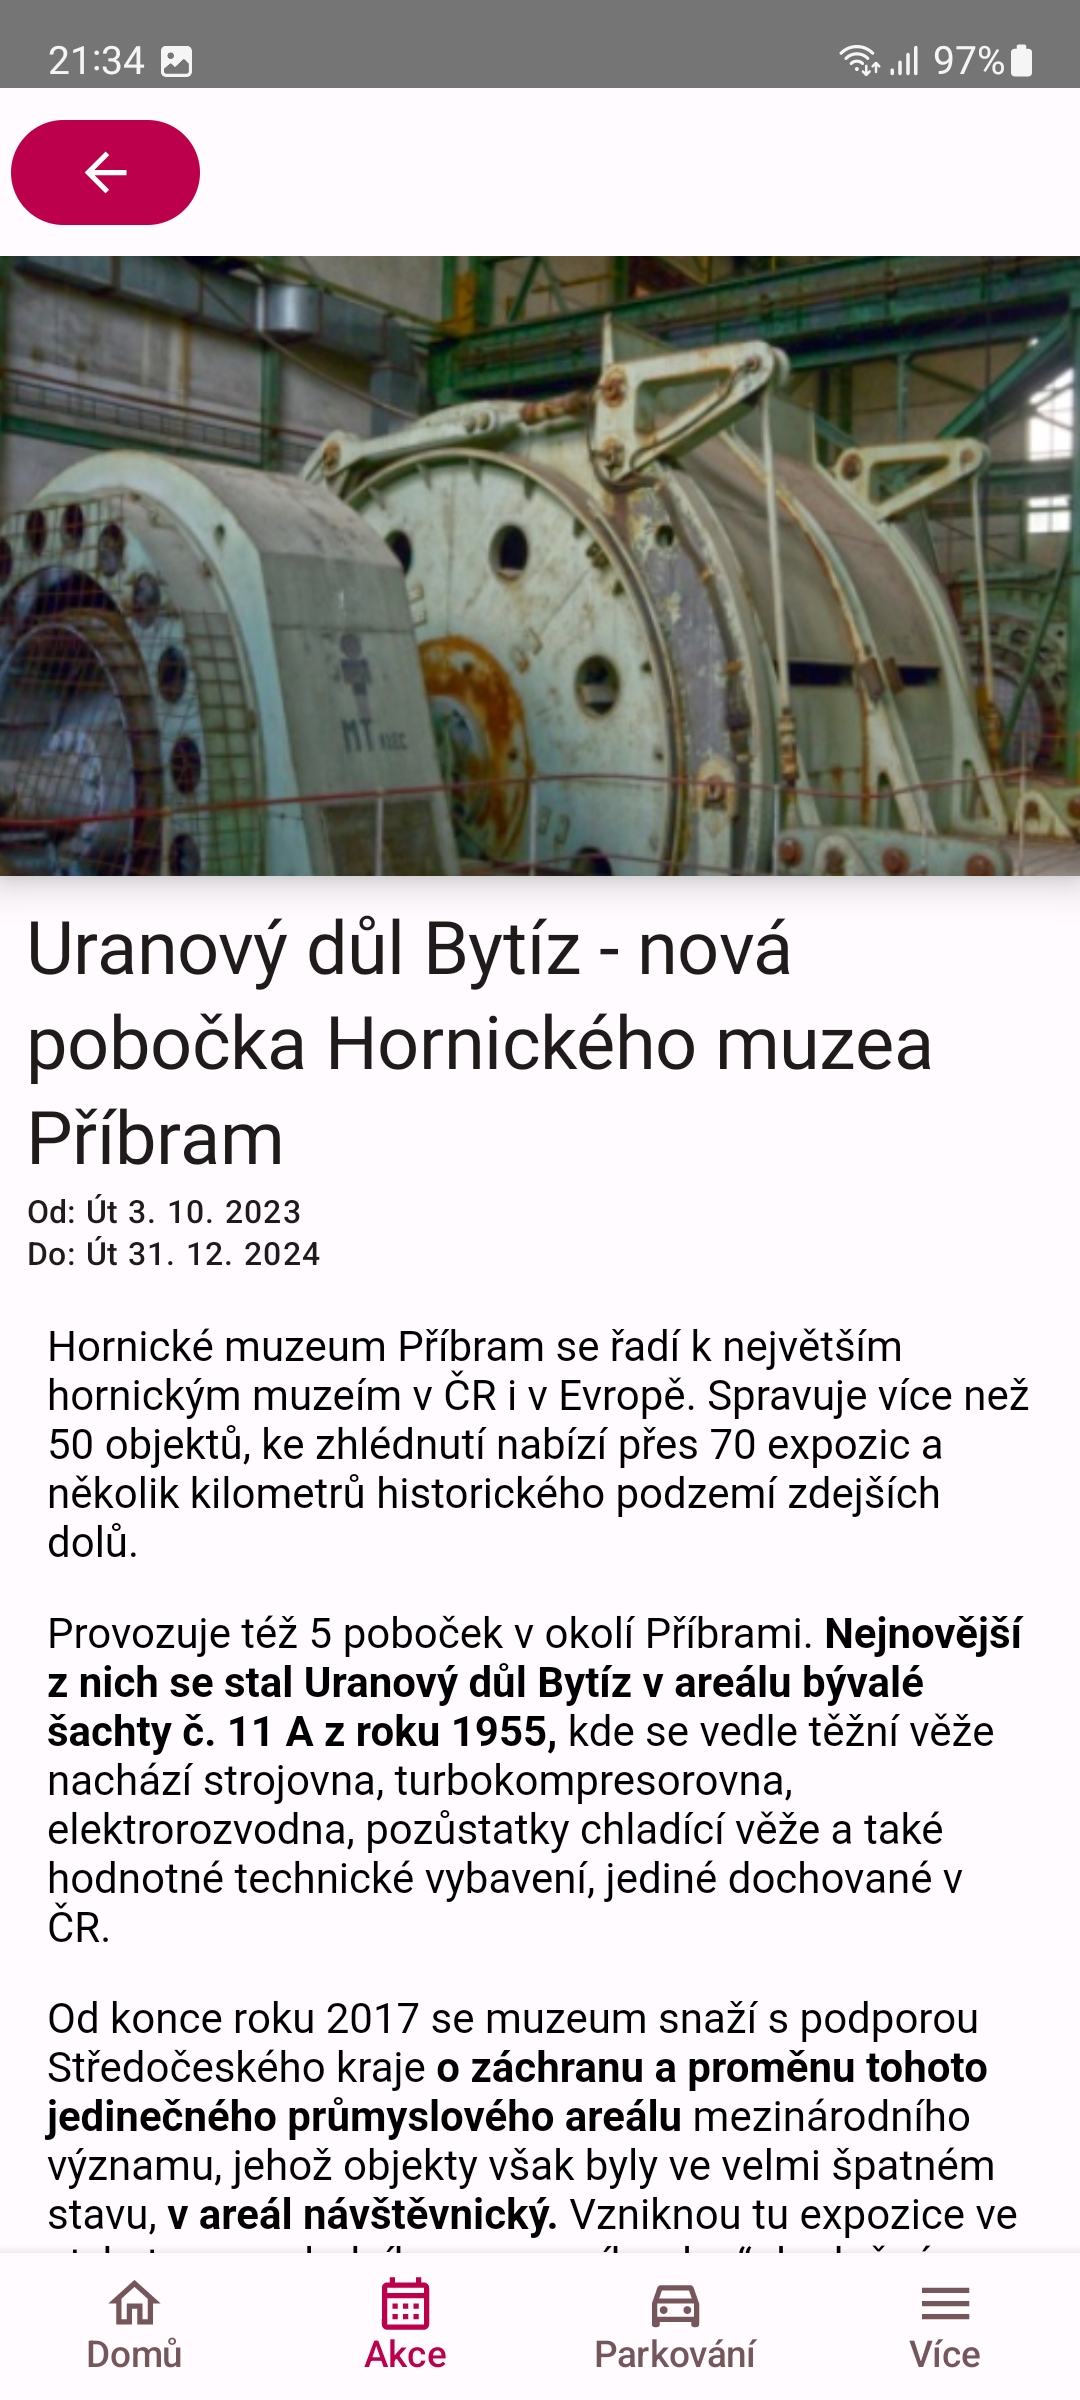 21:34
97%
MT
Uranový důl Bytíz - nová
pobočka Hornického muzea
Příbram
Od: Út 3. 10. 2023
Do: Út 31. 12. 2024
Hornické muzeum Příbram se řadí k největším
hornickým muzeím v ČR i v Evropě. Spravuje více než
50 objektů, ke zhlédnutí nabízí přes 70 expozic a
několik kilometrů historického podzemí zdejších
dolů.
Provozuje též 5 poboček v okolí Příbrami. Nejnovější
z nich se stal Uranový důl Bytíz v areálu bývalé
šachty č. 11 A z roku 1955, kde se vedle těžní věže
nachází strojovna, turbokompresorovna,
elektrorozvodna, pozůstatky chladící věže a také
hodnotné technické vybavení, jediné dochované v
ČR.
Od konce roku 2017 se muzeum snaží s podporou
Středočeského kraje o záchranu a proměnu tohoto
jedinečného průmyslového areálu mezinárodního
významu, jehož objekty však byly ve velmi špatném
stavu, v areál návštěvnický. Vzniknou tu expozice ve
Domů
Akce
Parkování
Více